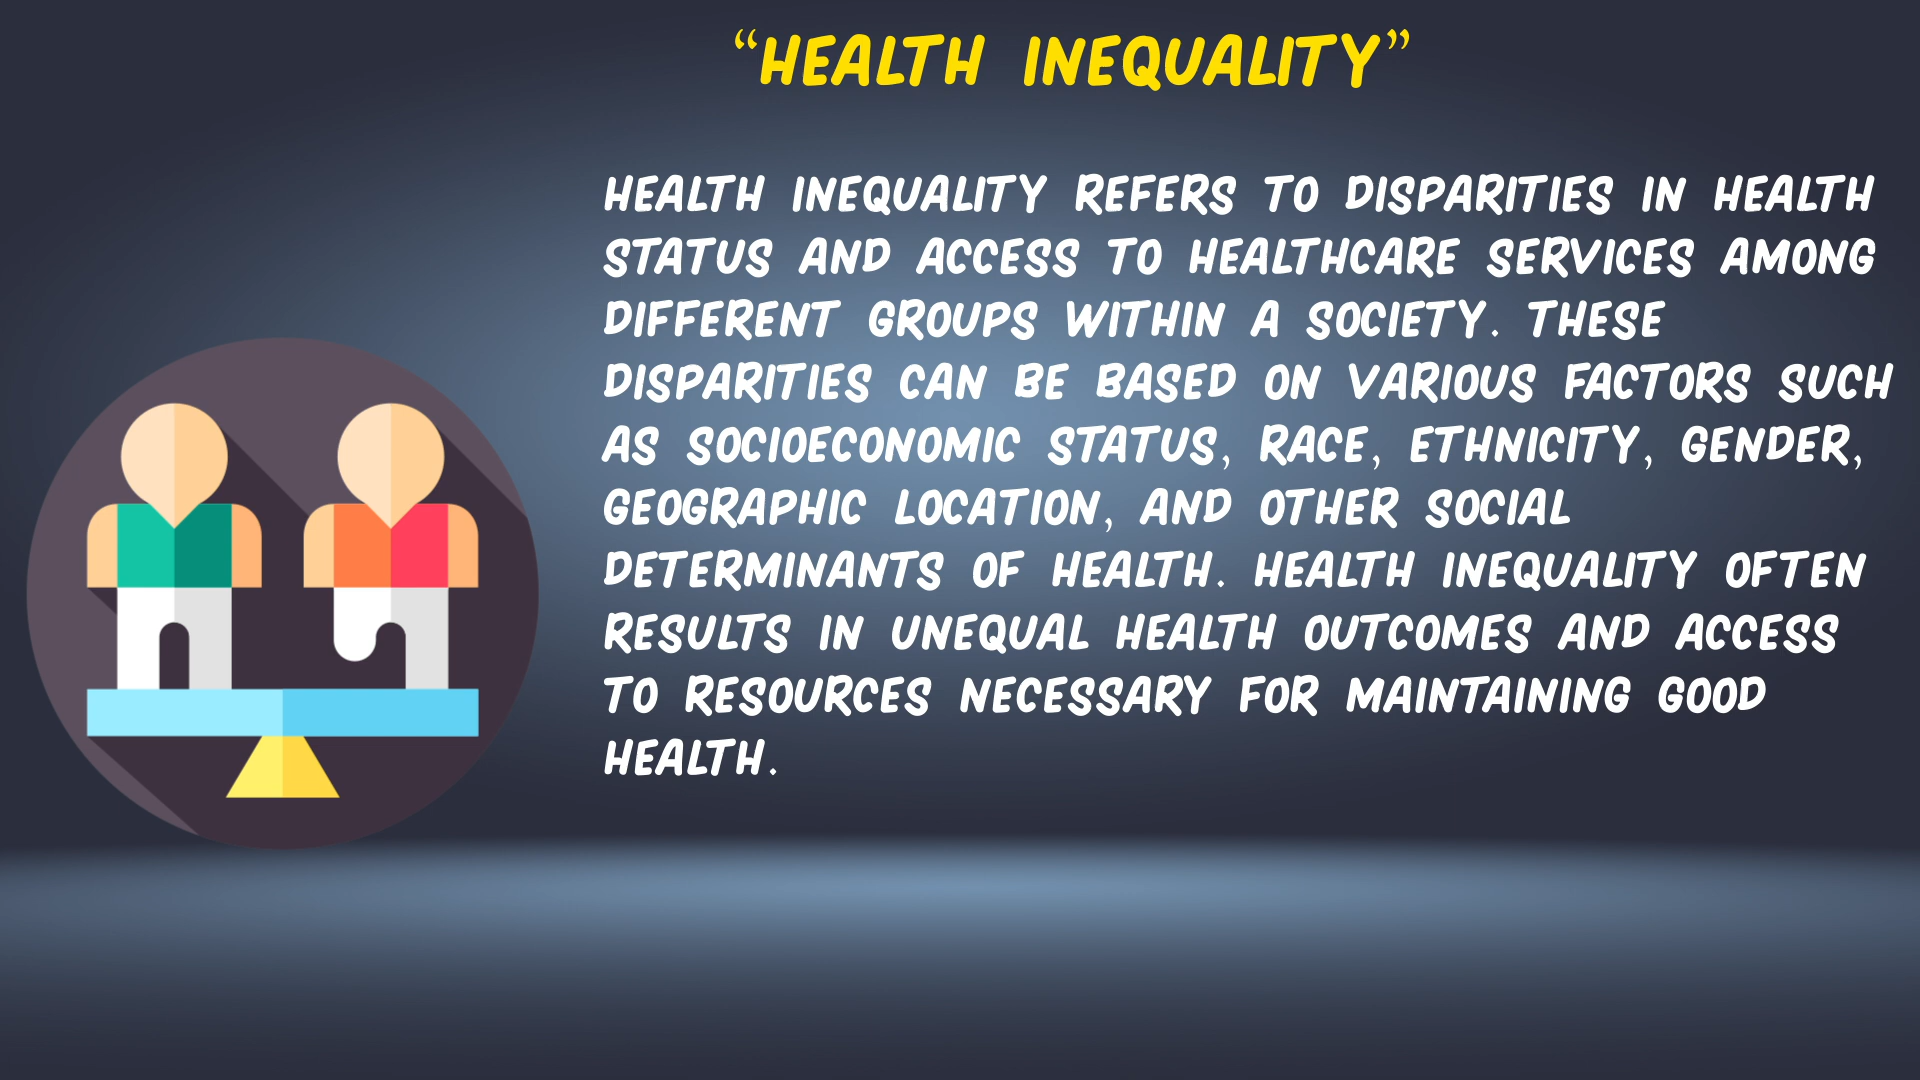 “HEALTH INEQUALITY”
HEALTH INEQUALITY REFERS TO DISPARITIES IN HEALTH
STATUS AND ACCESS TO HEALTHCARE SERVICES AMONG
DIFFERENT GROUPS WITHIN A SOCIETY. THESE
DISPARITIES CAN BE BASED ON VARIOUS FACTORS SUCH
AS SOCIOECONOMIC STATUS, RACE, ETHNICITY, GENDER,
GEOGRAPHIC LOCATION, AND OTHER SOCIAL
DETERMINANTS OF HEALTH. HEALTH INEQUALITY OFTEN
RESULTS IN UNEQUAL HEALTH OUTCOMES AND ACCESS
TO RESOURCES NECESSARY FOR MAINTAINING GOOD
HEALTH.